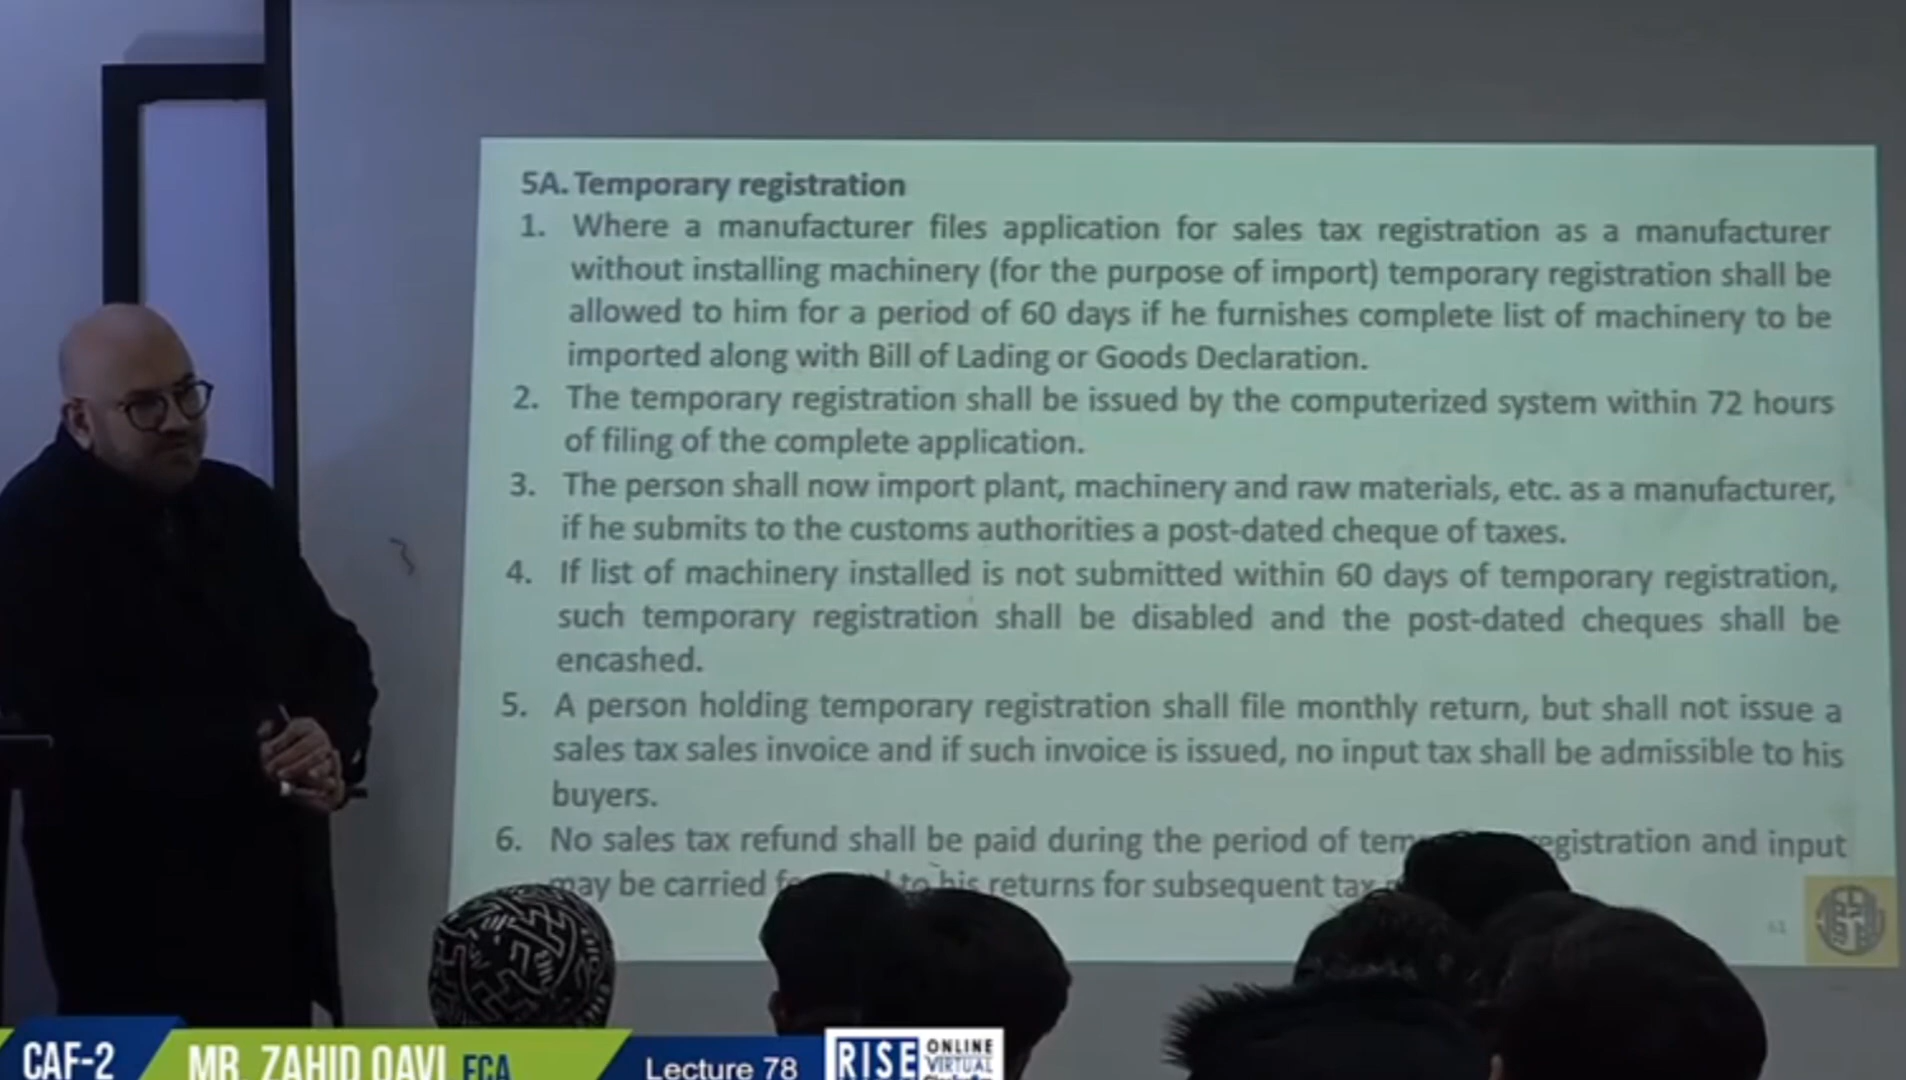 5A. Temporary registration
1. Where a manufacturer files application for sales tax registration as a manufacturer
without installing machinery (for the purpose of import) temporary registration shall be
allowed to him for a period of 60 days if he furnishes complete list of machinery to be
imported along with Bill of Lading or Goods Declaration.
2. The temporary registration shall be issued by the computerized system within 72 hours
of filing of the complete application.
3. The person shall now import plant, machinery and raw materials, etc. as a manufacturer,
if he submits to the customs authorities a post-dated cheque of taxes.
4. If list of machinery installed is not submitted within 60 days of temporary registration,
such temporary registration shall be disabled and the post-dated cheques shall be
encashed.
5. A person holding temporary registration shall file monthly return, but shall not issue a
sales tax sales invoice and if such invoice is issued, no input tax shall be admissible to his
buyers.
6. No sales tax refund shall be paid during the period of tem egistration and input
may be carried to his returns for subsequent tax
CAF-2
MR. ZAHID QAVI FCA
Lecture 78
RISE ONLINE
VIRTUAL